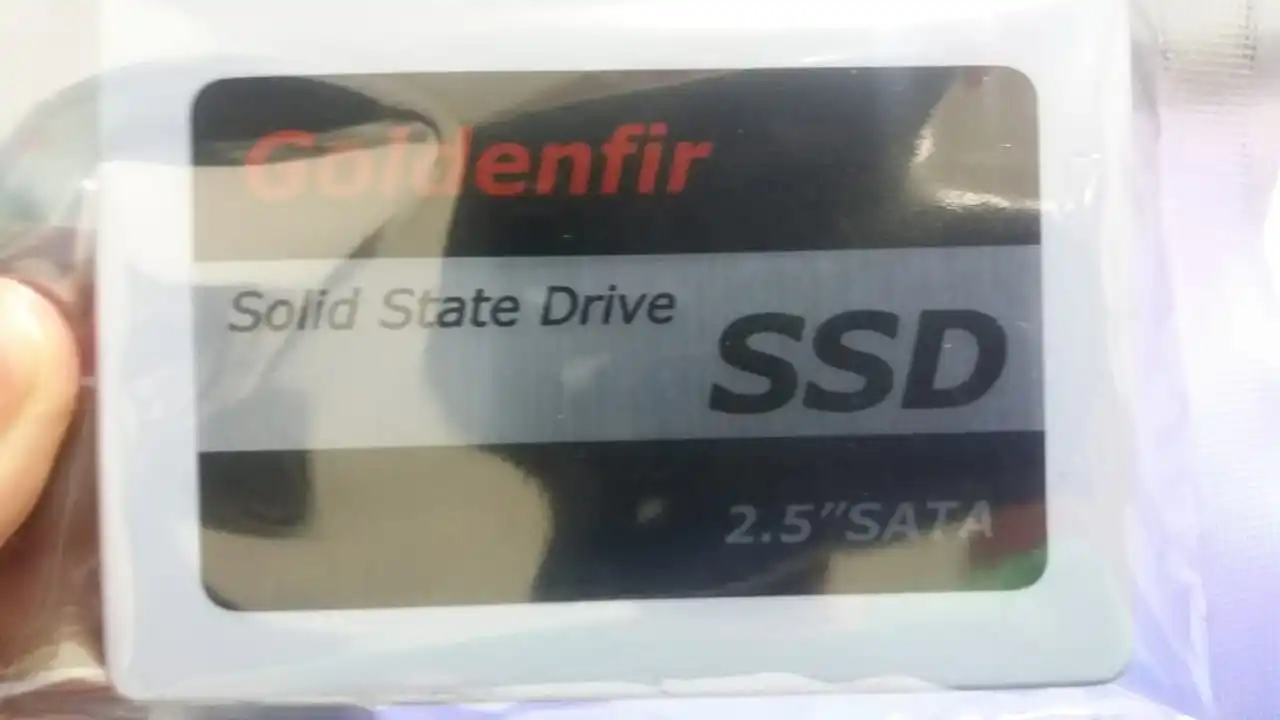 Goldenfir
Solid State Drive
SSD
2.5"SATA